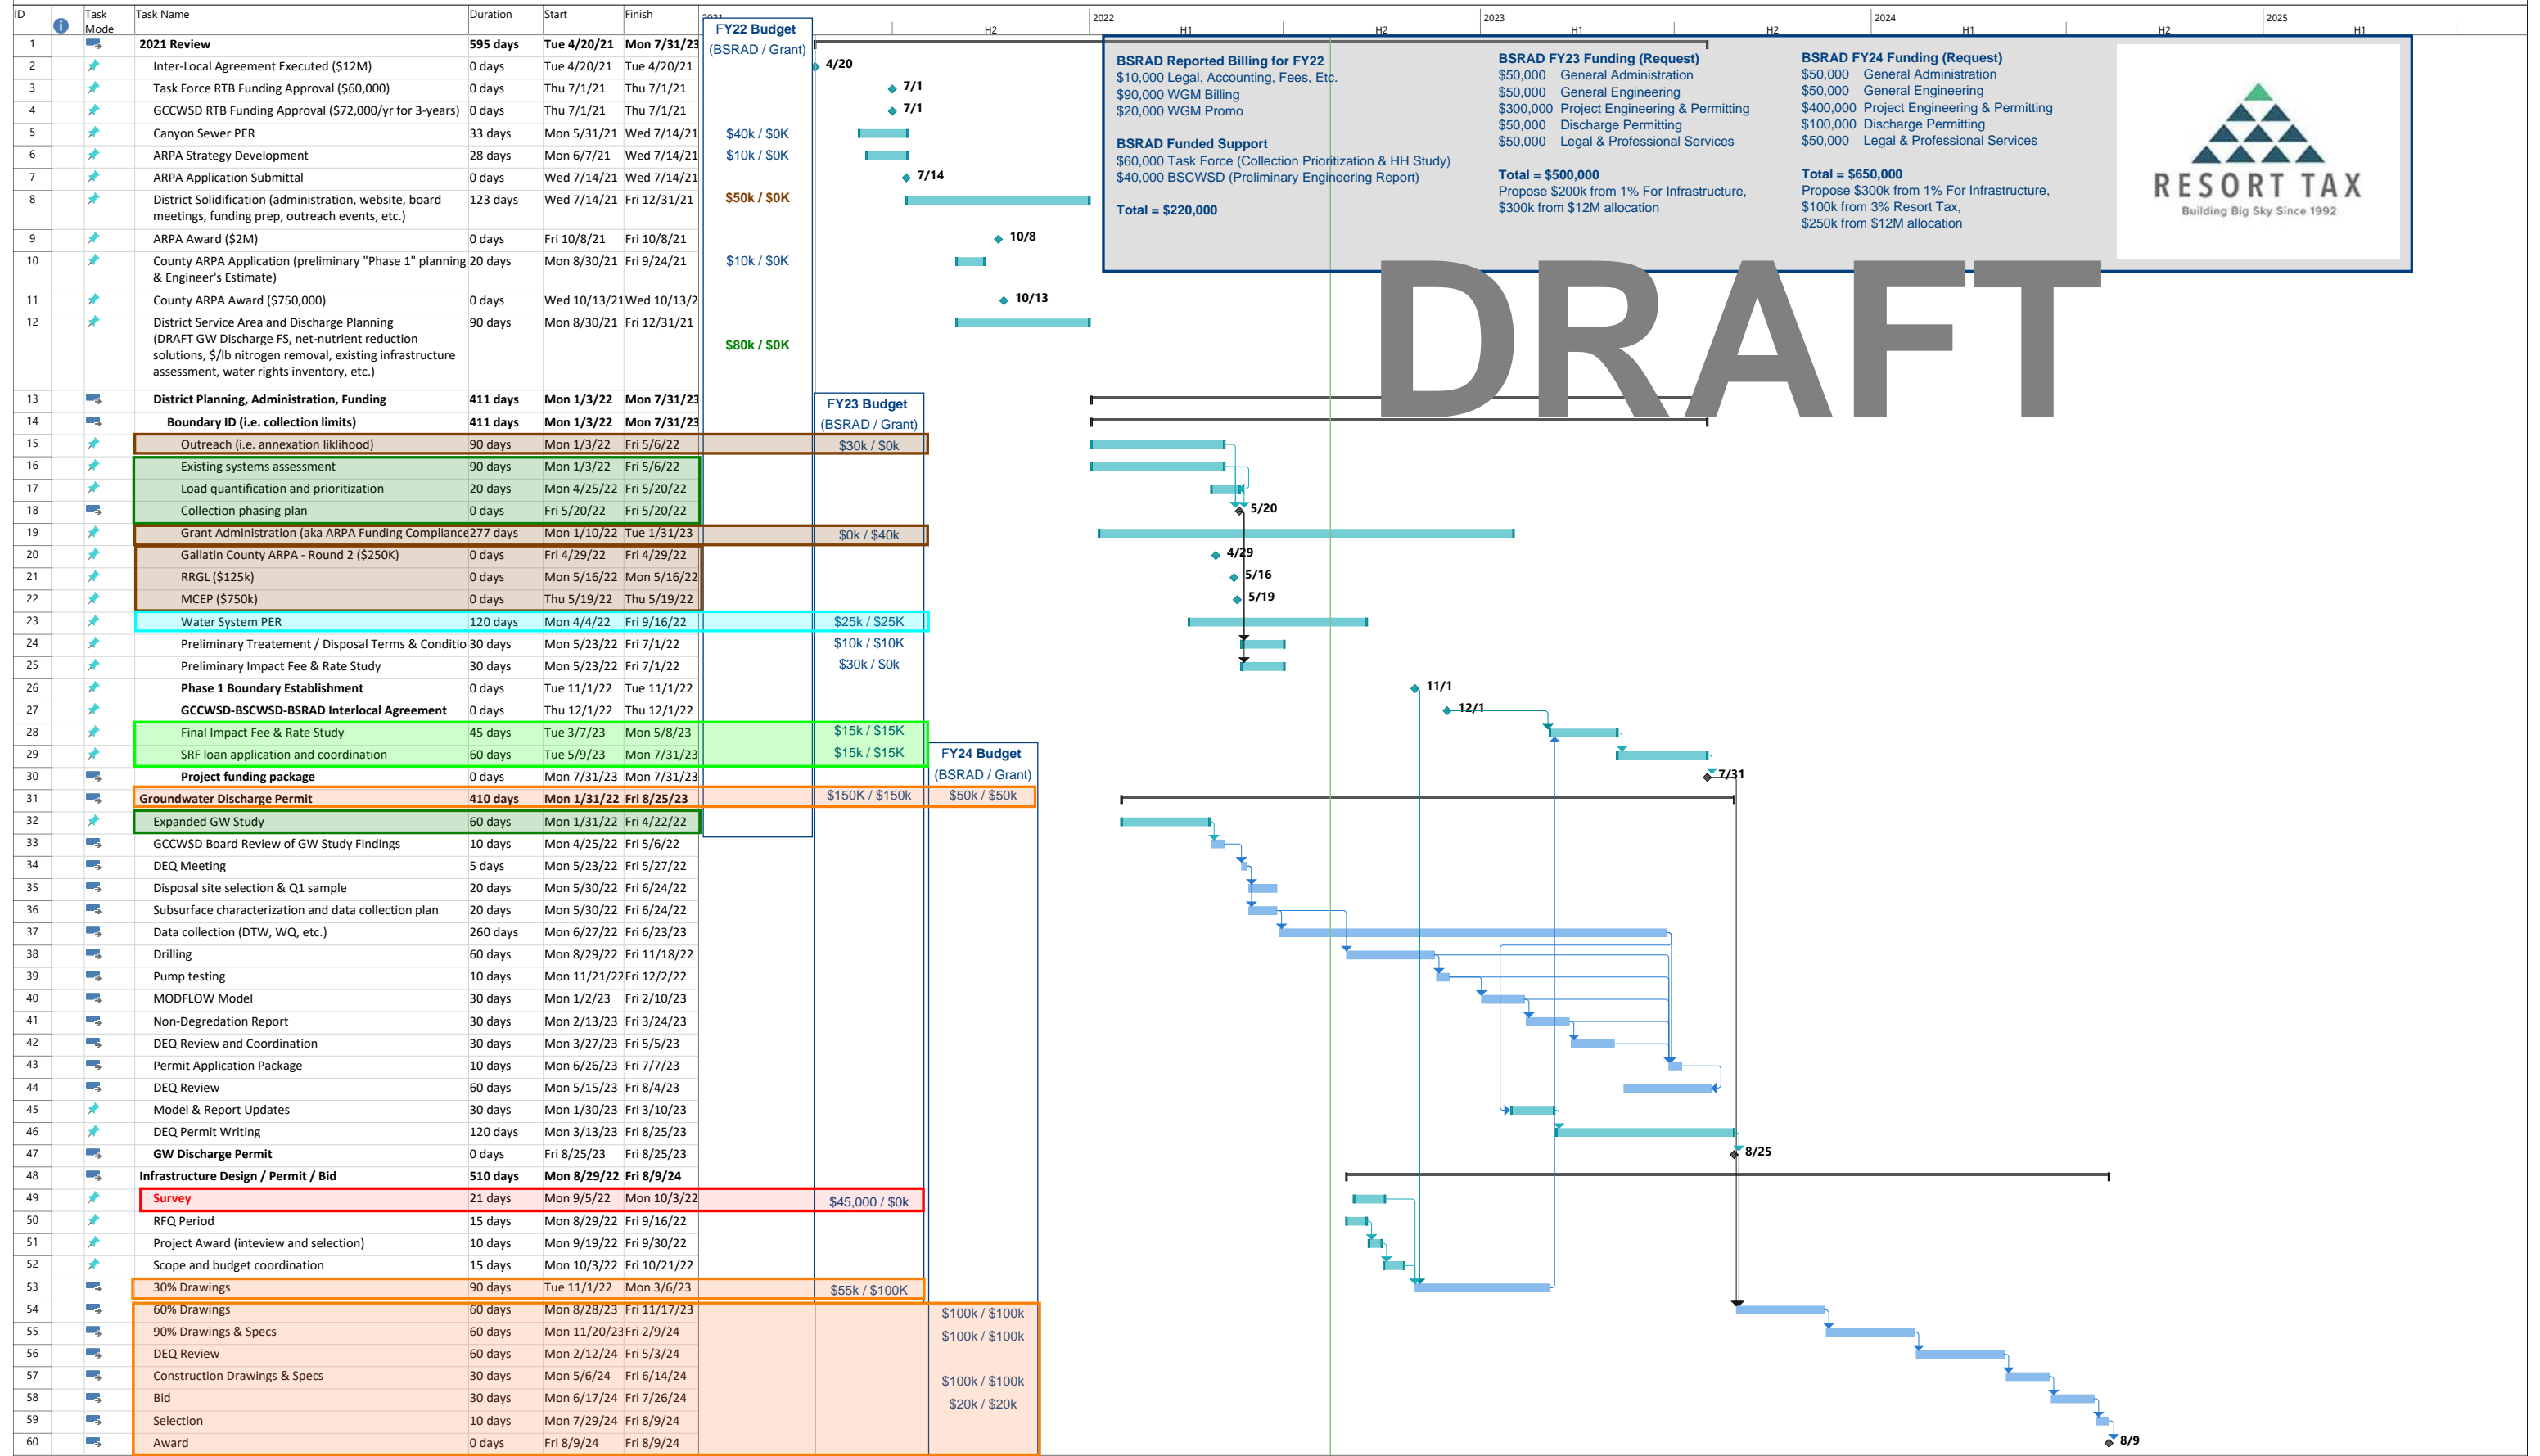 ID Task Mode Task Name Duration Start Finish 2021 H2 2022 H1 H2 2023 H1 H2 2024 H1 H2 2025 H1
FY22 Budget
(BSRAD / Grant)
1 2021 Review 595 days Tue 4/20/21 Mon 7/31/23
2 Inter-Local Agreement Executed ($12M) 0 days Tue 4/20/21 Tue 4/20/21 4/20
3 Task Force RTB Funding Approval ($60,000) 0 days Thu 7/1/21 Thu 7/1/21 7/1
4 GCCWSD RTB Funding Approval ($72,000/yr for 3-years) 0 days Thu 7/1/21 Thu 7/1/21 7/1
5 Canyon Sewer PER 33 days Mon 5/31/21 Wed 7/14/21 $40k / $0K
6 ARPA Strategy Development 28 days Mon 6/7/21 Wed 7/14/21 $10k / $0K
7 ARPA Application Submittal 0 days Wed 7/14/21 Wed 7/14/21 7/14
8 District Solidification (administration, website, board 123 days Wed 7/14/21 Fri 12/31/21 $50k / $0K
meetings, funding prep, outreach events, etc.)
9 ARPA Award ($2M) 0 days Fri 10/8/21 Fri 10/8/21 10/8
10 County ARPA Application (preliminary "Phase 1" planning 20 days Mon 8/30/21 Fri 9/24/21 $10k / $0K
& Engineer's Estimate)
11 County ARPA Award ($750,000) 0 days Wed 10/13/21 Wed 10/13/2 10/13
12 District Service Area and Discharge Planning 90 days Mon 8/30/21 Fri 12/31/21
(DRAFT GW Discharge FS, net-nutrient reduction
solutions, $/lb nitrogen removal, existing infrastructure $80k / $0K
assessment, water rights inventory, etc.)
BSRAD Reported Billing for FY22
$10,000 Legal, Accounting, Fees, Etc.
$90,000 WGM Billing
$20,000 WGM Promo
BSRAD Funded Support
$60,000 Task Force (Collection Prioritization & HH Study)
$40,000 BSCWSD (Preliminary Engineering Report)
Total = $220,000
BSRAD FY23 Funding (Request)
$50,000 General Administration
$50,000 General Engineering
$300,000 Project Engineering & Permitting
$50,000 Discharge Permitting
$50,000 Legal & Professional Services
Total = $500,000
Propose $200k from 1% For Infrastructure,
$300k from $12M allocation
BSRAD FY24 Funding (Request)
$50,000 General Administration
$50,000 General Engineering
$400,000 Project Engineering & Permitting
$100,000 Discharge Permitting
$50,000 Legal & Professional Services
Total = $650,000
Propose $300k from 1% For Infrastructure,
$100k from 3% Resort Tax,
$250k from $12M allocation
RESORT TAX
Building Big Sky Since 1992
DRAFT
13 District Planning, Administration, Funding 411 days Mon 1/3/22 Mon 7/31/23
FY23 Budget
(BSRAD / Grant)
14 Boundary ID (i.e. collection limits) 411 days Mon 1/3/22 Mon 7/31/23
15 Outreach (i.e. annexation liklihood) 90 days Mon 1/3/22 Fri 5/6/22 $30k / $0k
16 Existing systems assessment 90 days Mon 1/3/22 Fri 5/6/22
17 Load quantification and prioritization 20 days Mon 4/25/22 Fri 5/20/22
18 Collection phasing plan 0 days Fri 5/20/22 Fri 5/20/22 5/20
19 Grant Administration (aka ARPA Funding Compliance 277 days Mon 1/10/22 Tue 1/31/23 $0k / $40k
20 Gallatin County ARPA - Round 2 ($250K) 0 days Fri 4/29/22 Fri 4/29/22 4/29
21 RRGL ($125k) 0 days Mon 5/16/22 Mon 5/16/22 5/16
22 MCEP ($750k) 0 days Thu 5/19/22 Thu 5/19/22 5/19
23 Water System PER 120 days Mon 4/4/22 Fri 9/16/22 $25k / $25K
24 Preliminary Treatement / Disposal Terms & Conditio 30 days Mon 5/23/22 Fri 7/1/22 $10k / $10K
25 Preliminary Impact Fee & Rate Study 30 days Mon 5/23/22 Fri 7/1/22 $30k / $0k
26 Phase 1 Boundary Establishment 0 days Tue 11/1/22 Tue 11/1/22 11/1
27 GCCWSD-BSCWSD-BSRAD Interlocal Agreement 0 days Thu 12/1/22 Thu 12/1/22 12/1
28 Final Impact Fee & Rate Study 45 days Tue 3/7/23 Mon 5/8/23 $15k / $15K
29 SRF loan application and coordination 60 days Tue 5/9/23 Mon 7/31/23 $15k / $15K
FY24 Budget
(BSRAD / Grant)
30 Project funding package 0 days Mon 7/31/23 Mon 7/31/23 7/31
31 Groundwater Discharge Permit 410 days Mon 1/31/22 Fri 8/25/23 $150K / $150k $50k / $50k
32 Expanded GW Study 60 days Mon 1/31/22 Fri 4/22/22
33 GCCWSD Board Review of GW Study Findings 10 days Mon 4/25/22 Fri 5/6/22
34 DEQ Meeting 5 days Mon 5/23/22 Fri 5/27/22
35 Disposal site selection & Q1 sample 20 days Mon 5/30/22 Fri 6/24/22
36 Subsurface characterization and data collection plan 20 days Mon 5/30/22 Fri 6/24/22
37 Data collection (DTW, WQ, etc.) 260 days Mon 6/27/22 Fri 6/23/23
38 Drilling 60 days Mon 8/29/22 Fri 11/18/22
39 Pump testing 10 days Mon 11/21/22 Fri 12/2/22
40 MODFLOW Model 30 days Mon 1/2/23 Fri 2/10/23
41 Non-Degredation Report 30 days Mon 2/13/23 Fri 3/24/23
42 DEQ Review and Coordination 30 days Mon 3/27/23 Fri 5/5/23
43 Permit Application Package 10 days Mon 6/26/23 Fri 7/7/23
44 DEQ Review 60 days Mon 5/15/23 Fri 8/4/23
45 Model & Report Updates 30 days Mon 1/30/23 Fri 3/10/23
46 DEQ Permit Writing 120 days Mon 3/13/23 Fri 8/25/23
47 GW Discharge Permit 0 days Fri 8/25/23 Fri 8/25/23 8/25
48 Infrastructure Design / Permit / Bid 510 days Mon 8/29/22 Fri 8/9/24
49 Survey 21 days Mon 9/5/22 Mon 10/3/22 $45,000 / $0k
50 RFQ Period 15 days Mon 8/29/22 Fri 9/16/22
51 Project Award (inteview and selection) 10 days Mon 9/19/22 Fri 9/30/22
52 Scope and budget coordination 15 days Mon 10/3/22 Fri 10/21/22
53 30% Drawings 90 days Tue 11/1/22 Mon 3/6/23 $55k / $100K
54 60% Drawings 60 days Mon 8/28/23 Fri 11/17/23 $100k / $100k
55 90% Drawings & Specs 60 days Mon 11/20/23 Fri 2/9/24 $100k / $100k
56 DEQ Review 60 days Mon 2/12/24 Fri 5/3/24
57 Construction Drawings & Specs 30 days Mon 5/6/24 Fri 6/14/24 $100k / $100k
58 Bid 30 days Mon 6/17/24 Fri 7/26/24 $20k / $20k
59 Selection 10 days Mon 7/29/24 Fri 8/9/24
60 Award 0 days Fri 8/9/24 Fri 8/9/24 8/9